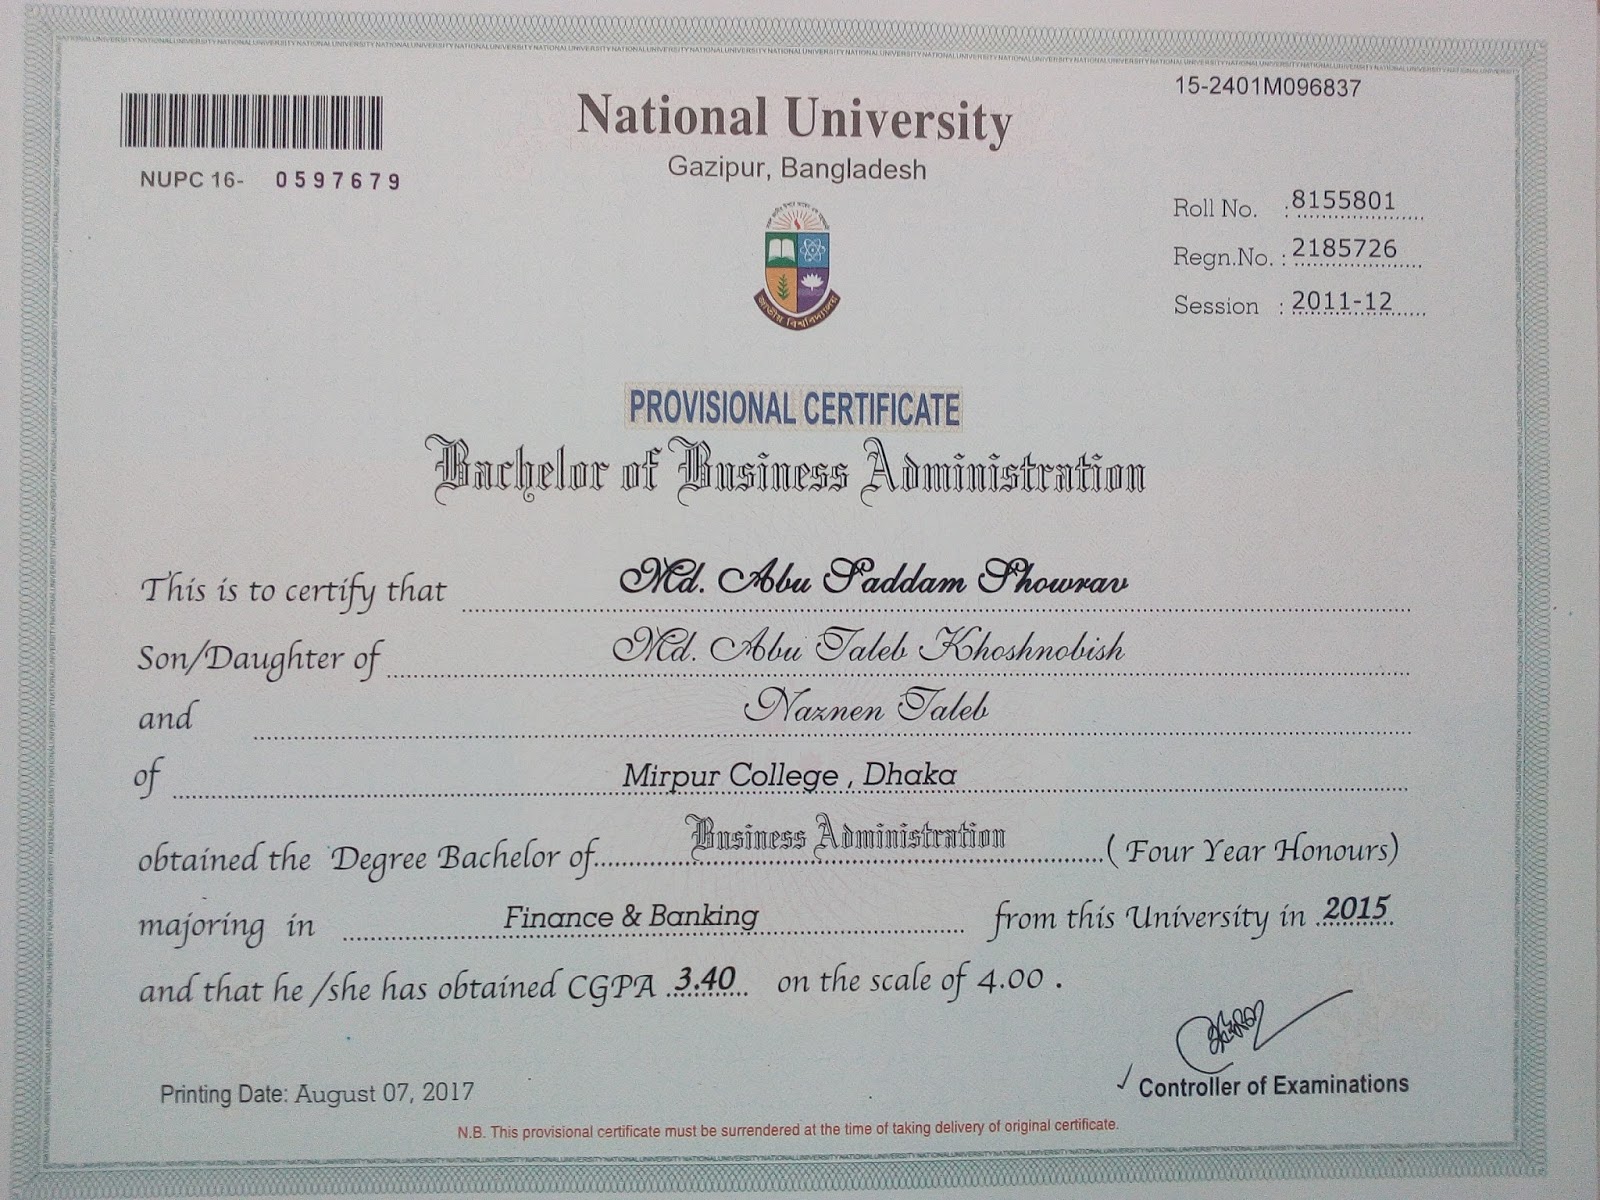 15-2401M096837
National University
Gazipur, Bangladesh
NUPC 16- 0597679
Roll No. : 8155801
Regn.No. : 2185726
Session : 2011-12
জাতীয় বিশ্ববিদ্যালয়
PROVISIONAL CERTIFICATE
Bachelor of Business Administration
This is to certify that Md. Abu Saddam Showrav
Son/Daughter of Md. Abu Taleb Khoshnobish
and Naznen Taleb
of Mirpur College , Dhaka
obtained the Degree Bachelor of Business Administration ( Four Year Honours)
majoring in Finance & Banking from this University in 2015
and that he /she has obtained CGPA 3.40 on the scale of 4.00 .
Printing Date: August 07, 2017
Controller of Examinations
N.B. This provisional certificate must be surrendered at the time of taking delivery of original certificate.